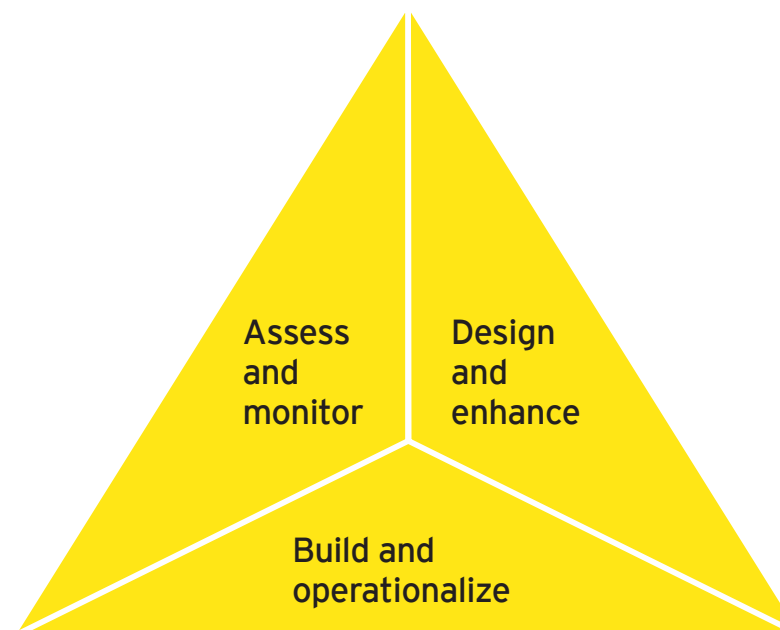 Assess
and
monitor
Design
and
enhance
Build and
operationalize